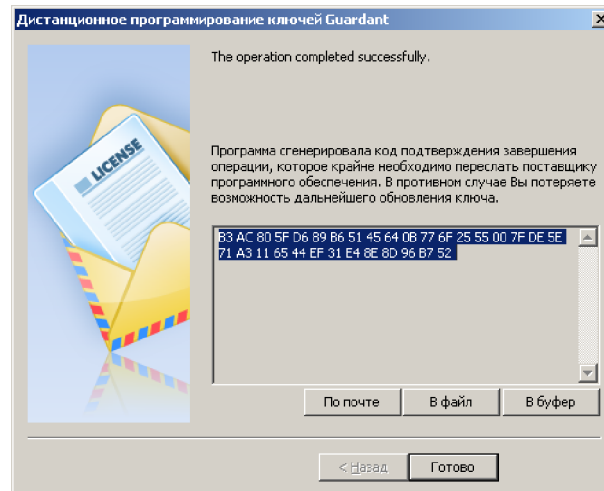 Дистанционное программирование ключей Guardant
The operation completed successfully.
LICENSE
Программа сгенерировала код подтверждения завершения
операции, которое крайне необходимо переслать поставщику
программного обеспечения. В противном случае Вы потеряете
возможность дальнейшего обновления ключа.
B3 AC 80 5F D6 89 B6 51 45 64 0B 77 6F 25 55 00 7F DE 5E
71 A3 11 65 44 EF 31 E4 8E 8D 96 B7 52
По почте В файл В буфер
< Назад Готово